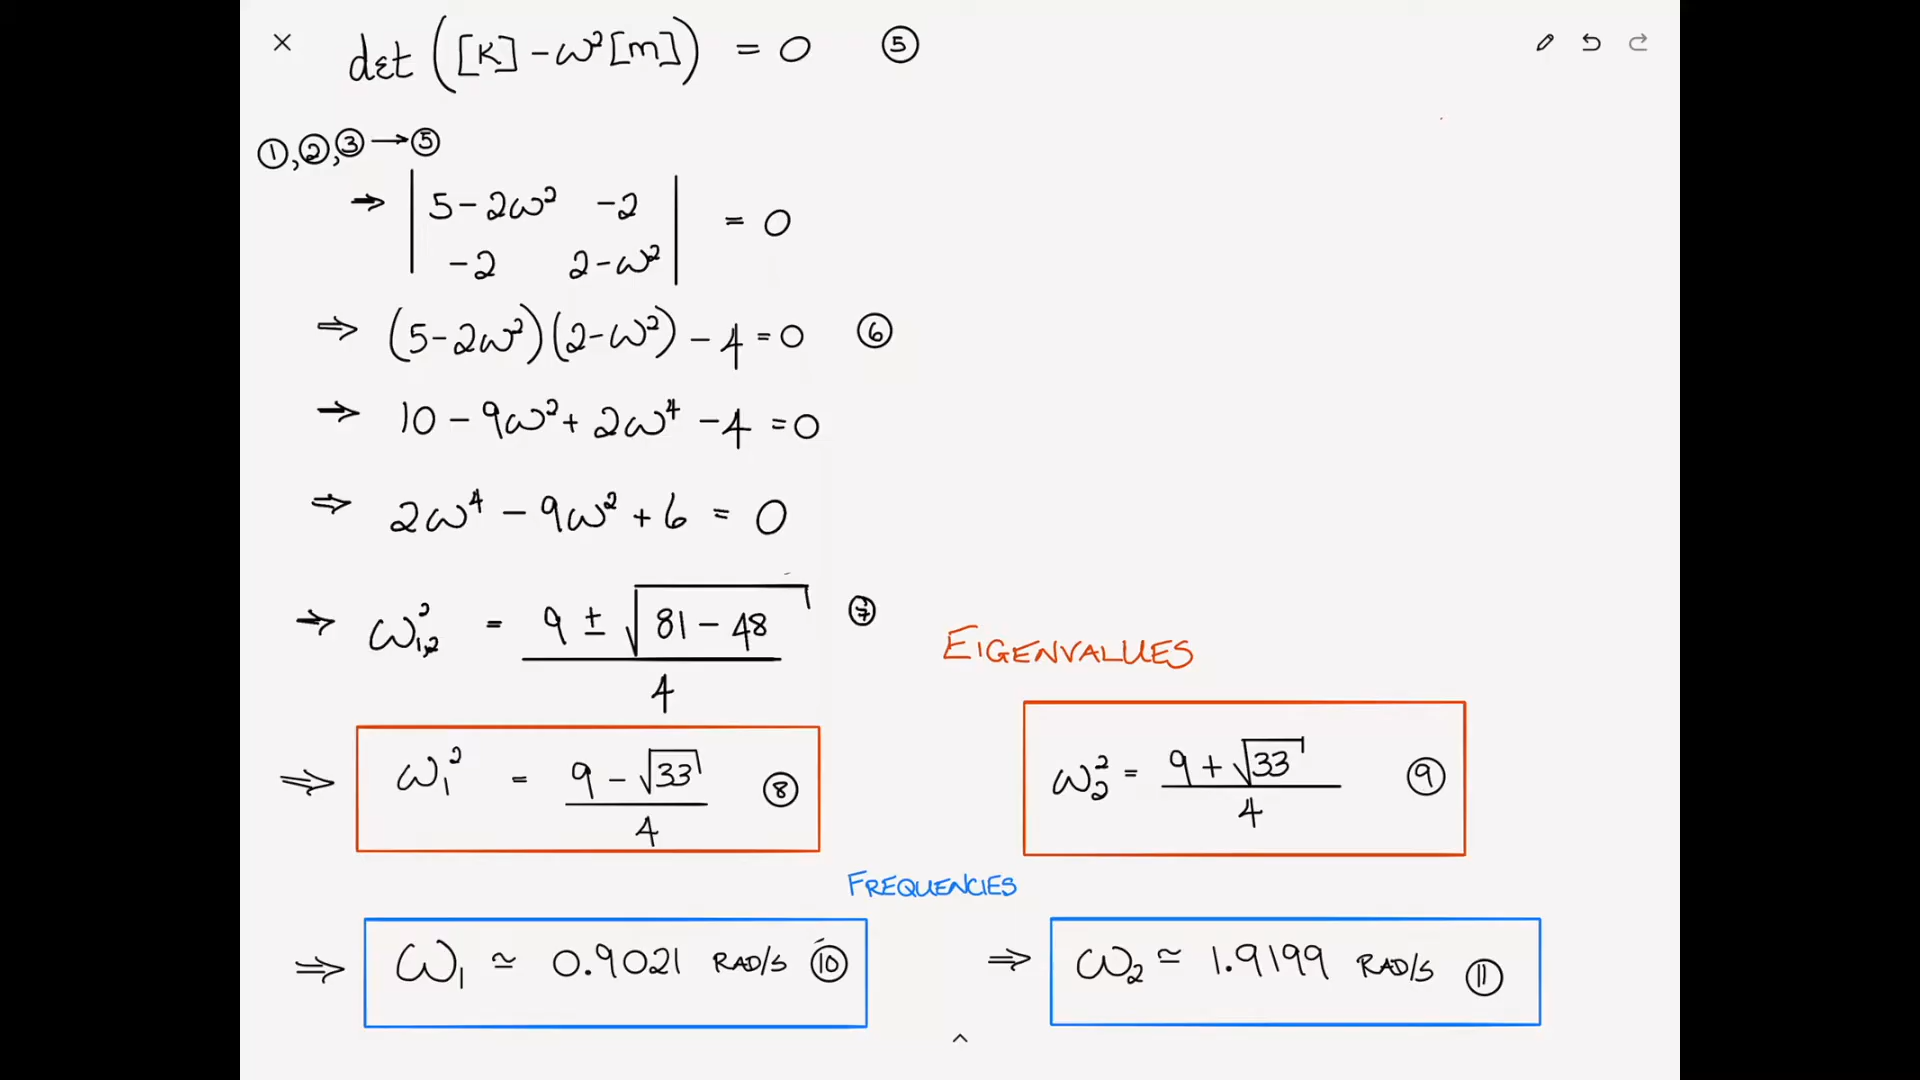 det ([K] - ω²[m]) = 0 ⑤
①,②,③ → ⑤
⇒ | 5 - 2ω² -2 | = 0
| -2 2 - ω² |
⇒ (5 - 2ω²)(2 - ω²) - 4 = 0 ⑥
⇒ 10 - 9ω² + 2ω⁴ - 4 = 0
⇒ 2ω⁴ - 9ω² + 6 = 0
⇒ ω²₁,₂ = (9 ± √(81 - 48)) / 4 ⑦
EIGENVALUES
⇒ ω₁² = (9 - √33) / 4 ⑧
ω₂² = (9 + √33) / 4 ⑨
FREQUENCIES
⇒ ω₁ ≃ 0.9021 RAD/S ⑩
⇒ ω₂ ≃ 1.9199 RAD/S ⑪